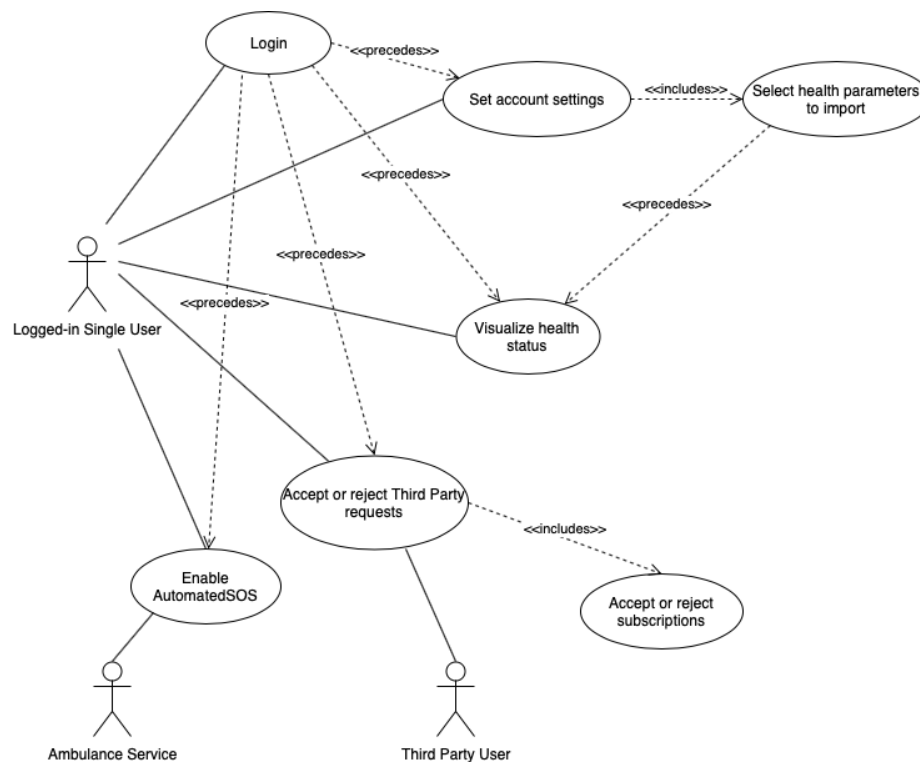 Login
<<precedes>>
Set account settings
<<includes>>
Select health parameters
to import
<<precedes>>
<<precedes>>
<<precedes>>
<<precedes>>
Logged-in Single User
Visualize health
status
Accept or reject Third Party
requests
<<includes>>
Enable
AutomatedSOS
Accept or reject
subscriptions
Ambulance Service
Third Party User